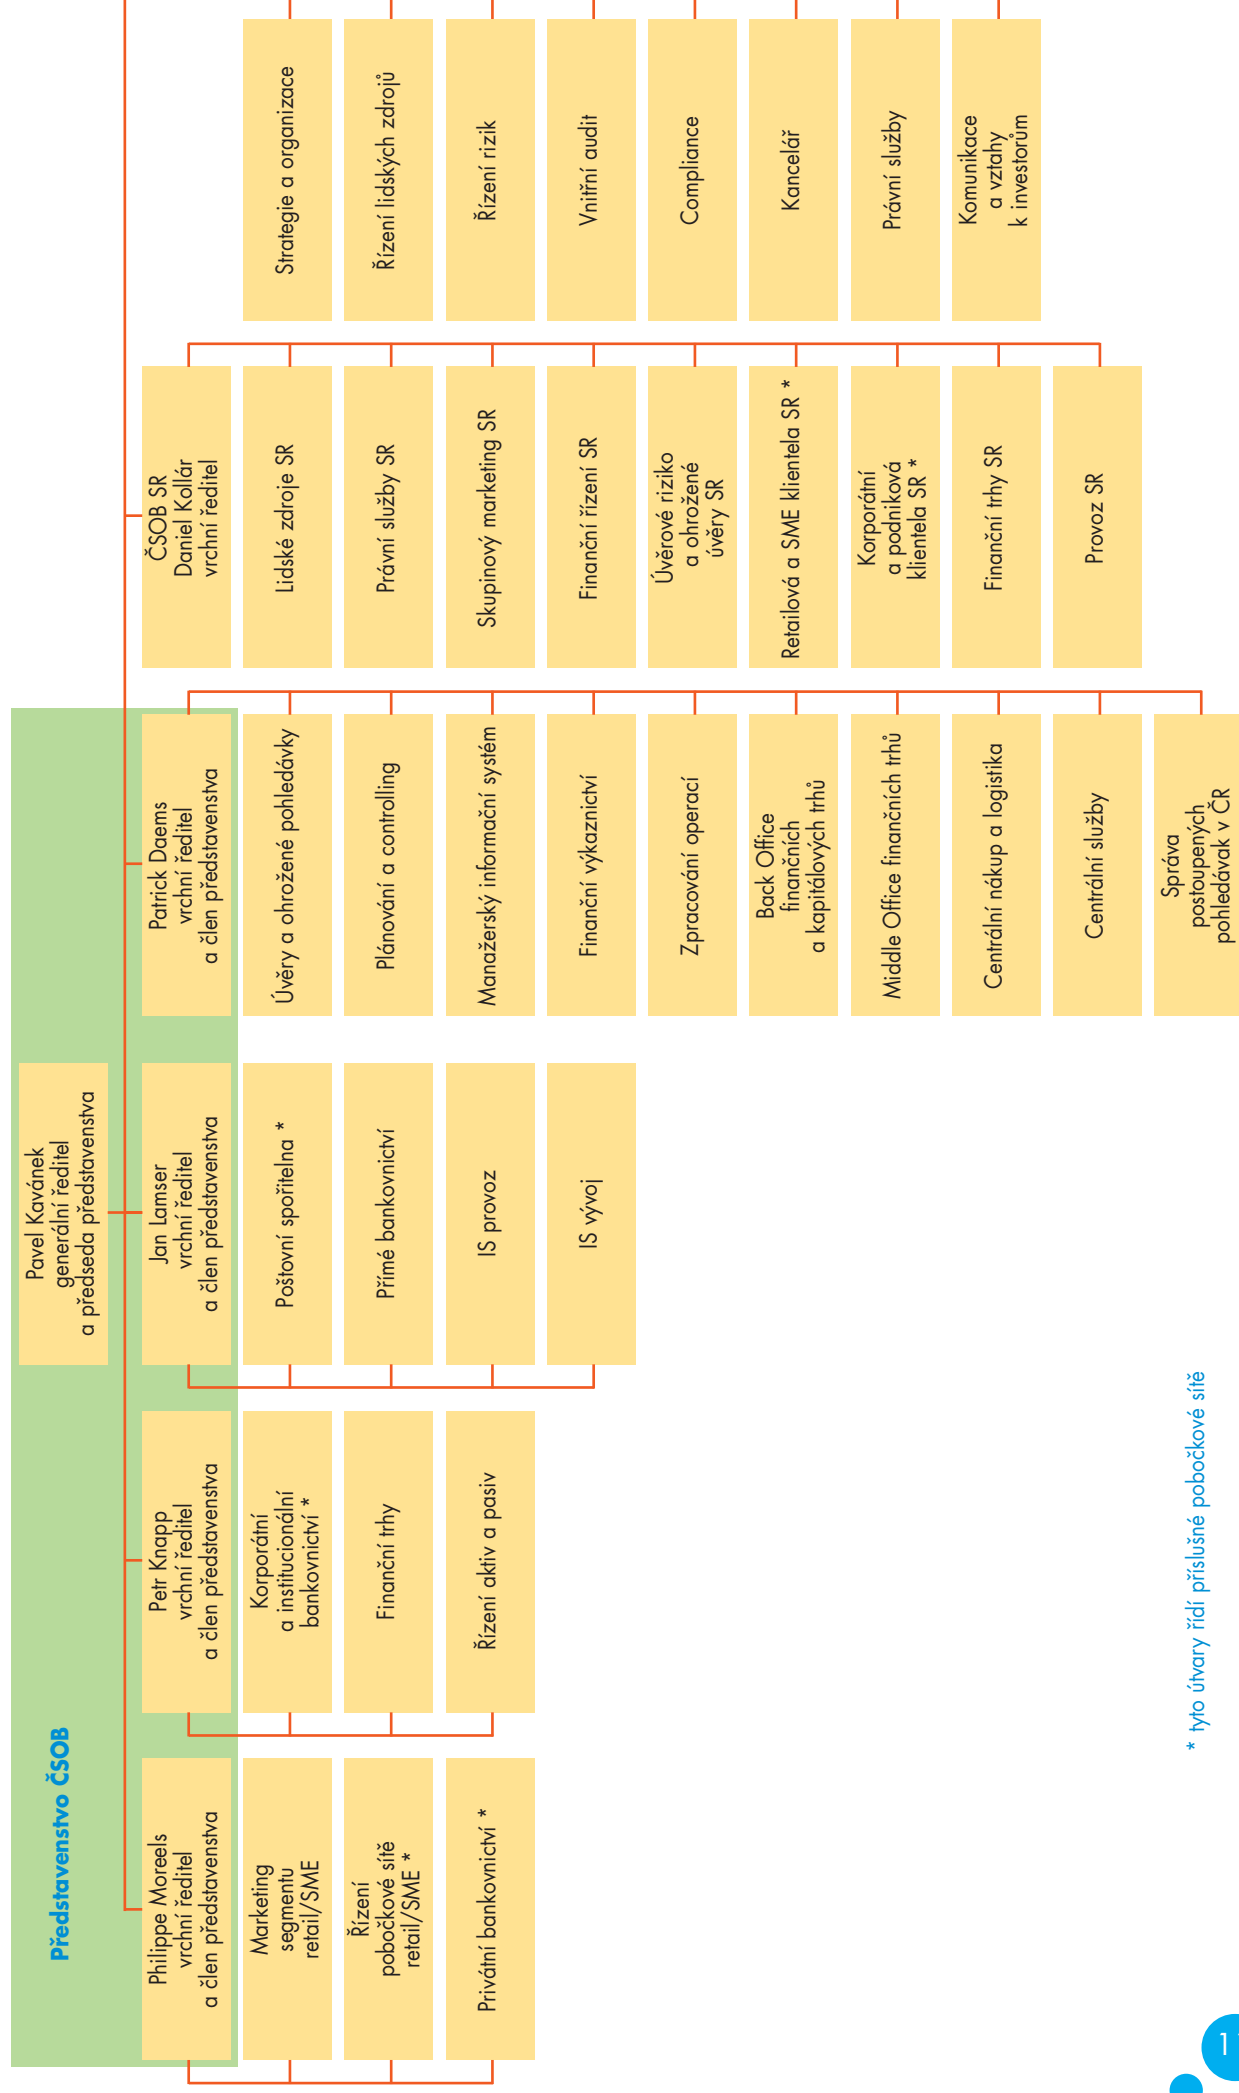 Představenstvo ČSOB
Pavel Kavánek
generální ředitel
a předseda představenstva
Philippe Moreels
vrchní ředitel
a člen představenstva
Marketing
segmentu
retail/SME
Řízení
pobočkové sítě
retail/SME *
Privátní bankovnictví *
Petr Knapp
vrchní ředitel
a člen představenstva
Korporátní
a institucionální
bankovnictví *
Finanční trhy
Řízení aktiv a pasiv
Jan Lamser
vrchní ředitel
a člen představenstva
Poštovní spořitelna *
Přímé bankovnictví
IS provoz
IS vývoj
Patrick Daems
vrchní ředitel
a člen představenstva
Úvěry a ohrožené pohledávky
Plánování a controlling
Manažerský informační systém
Finanční výkaznictví
Zpracování operací
Back Office
finančních
a kapitálových trhů
Middle Office finančních trhů
Centrální nákup a logistika
Centrální služby
Správa
postoupených
pohledávak v ČR
ČSOB SR
Daniel Kollár
vrchní ředitel
Lidské zdroje SR
Právní služby SR
Skupinový marketing SR
Finanční řízení SR
Úvěrové riziko
a ohrožené
úvěry SR
Retailová a SME klientela SR *
Korporátní
a podniková
klientela SR *
Finanční trhy SR
Provoz SR
Strategie a organizace
Řízení lidských zdrojů
Řízení rizik
Vnitřní audit
Compliance
Kancelář
Právní služby
Komunikace
a vztahy
k investorům
* tyto útvary řídí příslušné pobočkové sítě